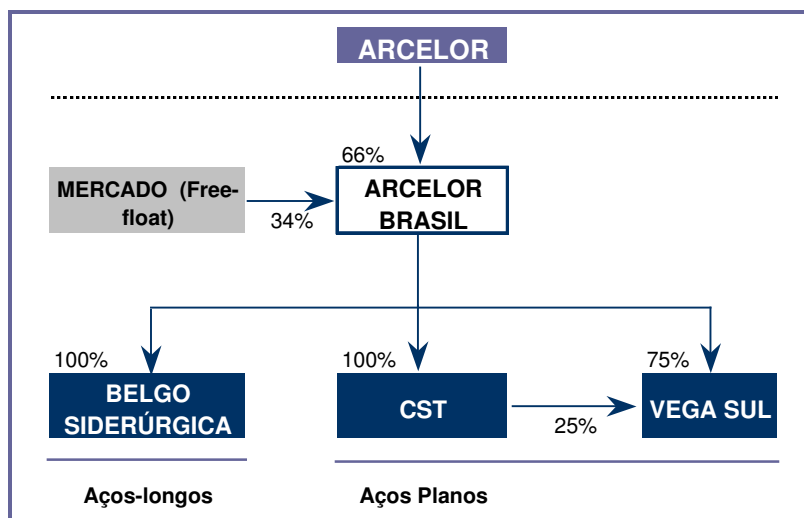 ARCELOR
66%
MERCADO (Free-
float)
34%
ARCELOR
BRASIL
100%
BELGO
SIDERÚRGICA
100%
CST
25%
75%
VEGA SUL
Aços-longos
Aços Planos